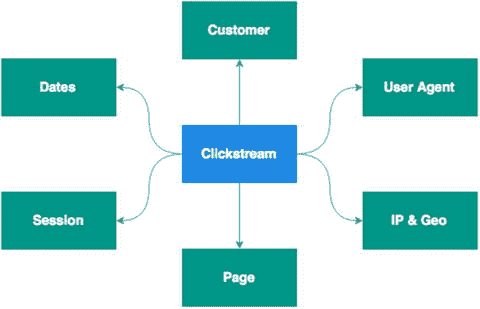 Customer
Dates
User Agent
Clickstream
Session
IP & Geo
Page